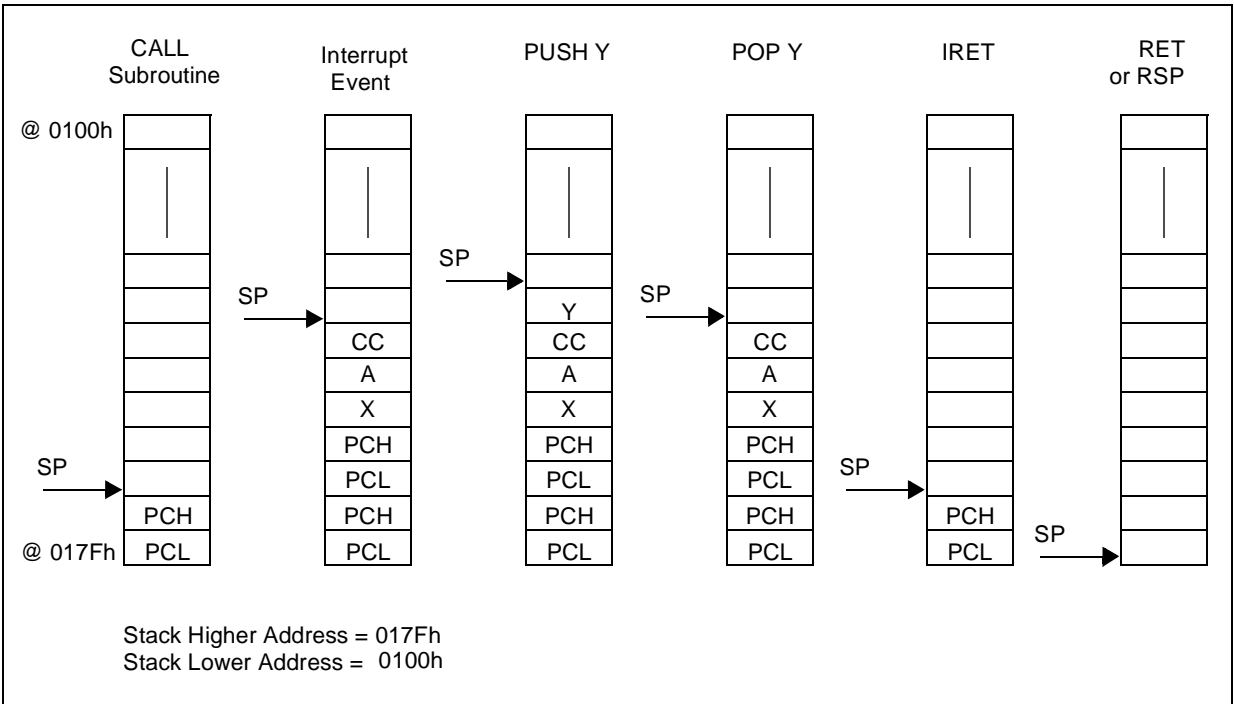 CALL
Subroutine
Interrupt
Event
PUSH Y
POP Y
IRET
RET
or RSP
@ 0100h
SP
SP
SP
Y
CC
CC
CC
A
A
A
X
X
X
PCH
PCH
PCH
SP
SP
PCL
PCL
PCL
PCH
PCH
PCH
PCH
PCH
SP
@ 017Fh
PCL
PCL
PCL
PCL
PCL
Stack Higher Address = 017Fh
Stack Lower Address = 0100h